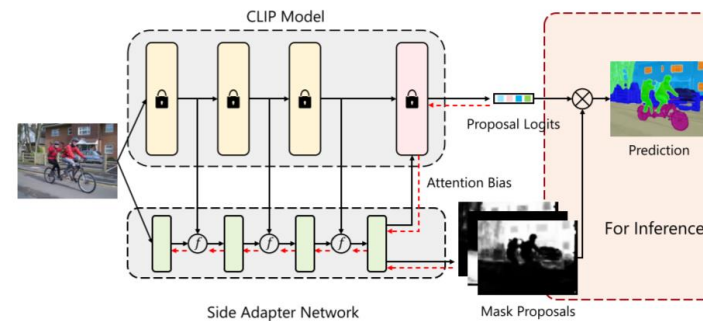 CLIP Model
Proposal Logits
Prediction
Attention Bias
For Inference
f
f
f
Side Adapter Network
Mask Proposals